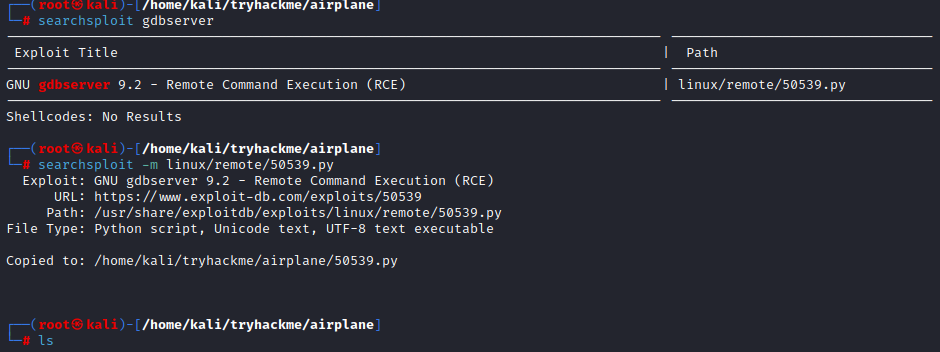 ┌──(root㉿kali)-[/home/kali/tryhackme/airplane]
└─# searchsploit gdbserver
Exploit Title | Path
GNU gdbserver 9.2 - Remote Command Execution (RCE) | linux/remote/50539.py
Shellcodes: No Results
┌──(root㉿kali)-[/home/kali/tryhackme/airplane]
└─# searchsploit -m linux/remote/50539.py
Exploit: GNU gdbserver 9.2 - Remote Command Execution (RCE)
URL: https://www.exploit-db.com/exploits/50539
Path: /usr/share/exploitdb/exploits/linux/remote/50539.py
File Type: Python script, Unicode text, UTF-8 text executable
Copied to: /home/kali/tryhackme/airplane/50539.py
┌──(root㉿kali)-[/home/kali/tryhackme/airplane]
└─# ls